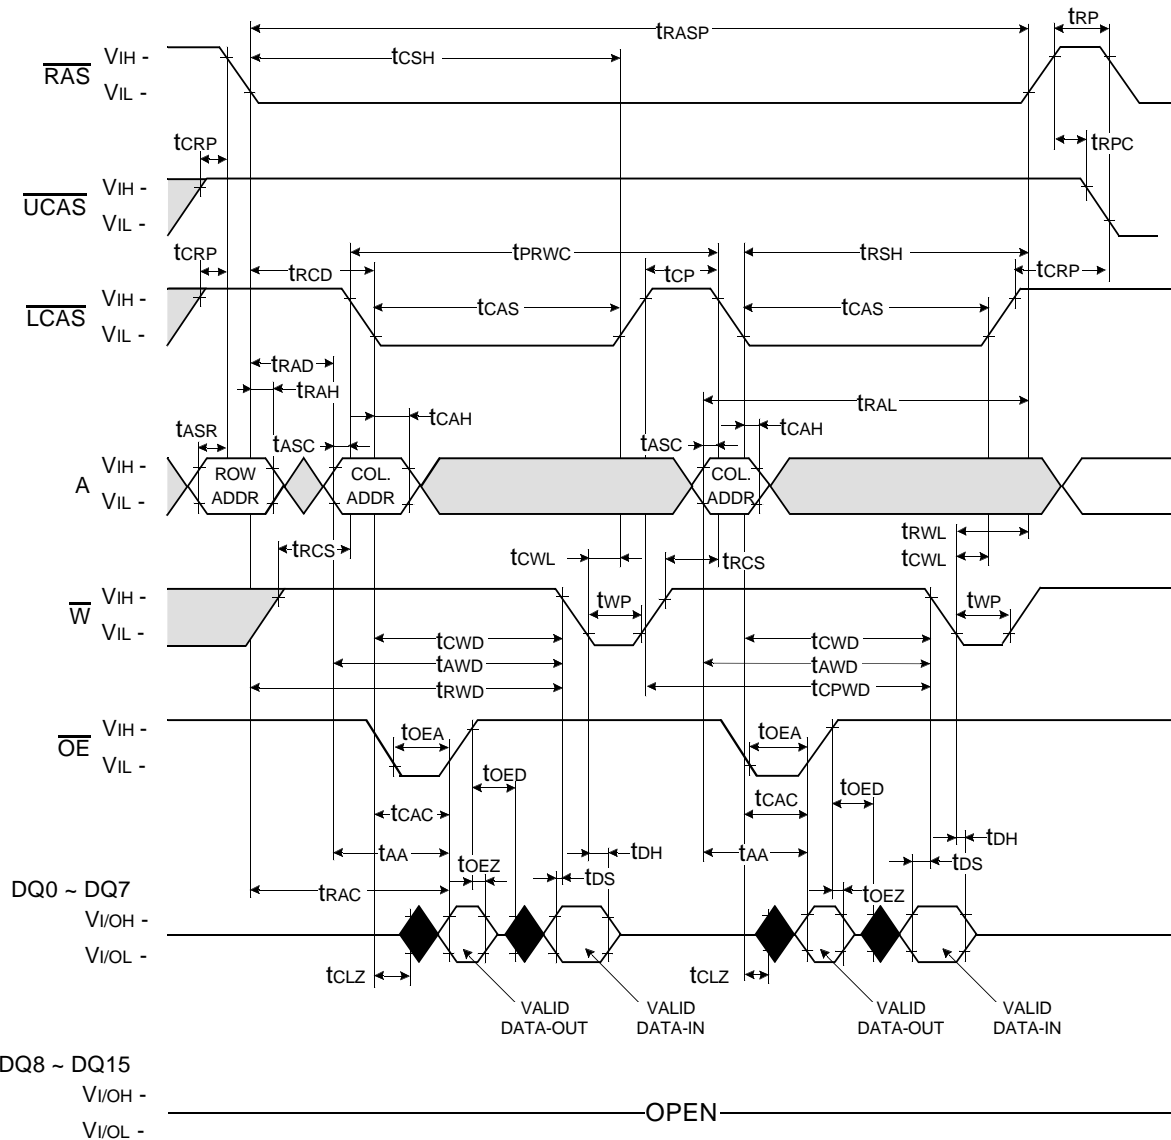 tRASP
tRP
tCSH
RAS
VIH -
VIL -
tCRP
tRPC
UCAS
VIH -
VIL -
tCRP
tRCD
tPRWC
tCP
tRSH
tCRP
LCAS
VIH -
VIL -
tCAS
tCAS
tRAD
tRAH
tCAH
tRAL
tASR
tASC
tASC
tCAH
A
VIH -
VIL -
ROW
ADDR
COL.
ADDR
COL.
ADDR
tRCS
tCWL
tRCS
tRWL
tCWL
W
VIH -
VIL -
tWP
tWP
tCWD
tCWD
tAWD
tAWD
tRWD
tCPWD
OE
VIH -
VIL -
tOEA
tOEA
tOED
tOED
tCAC
tCAC
tAA
tOEZ
tDH
tAA
tDH
tDS
tDS
tRAC
tOEZ
DQ0 ~ DQ7
VI/OH -
VI/OL -
tCLZ
tCLZ
VALID
DATA-OUT
VALID
DATA-IN
VALID
DATA-OUT
VALID
DATA-IN
DQ8 ~ DQ15
VI/OH -
VI/OL -
OPEN